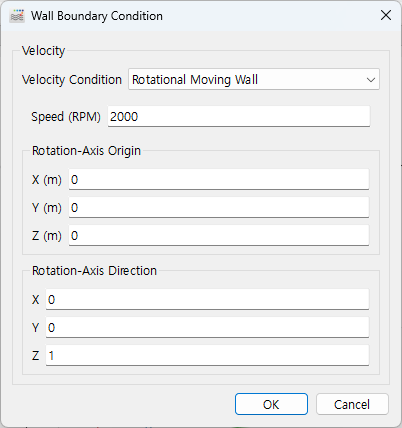 Wall Boundary Condition
Velocity
Velocity Condition Rotational Moving Wall
Speed (RPM) 2000
Rotation-Axis Origin
X (m) 0
Y (m) 0
Z (m) 0
Rotation-Axis Direction
X 0
Y 0
Z 1
OK Cancel